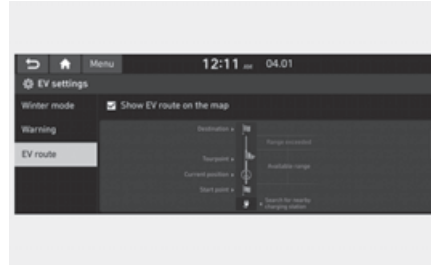 Menu
12:11 04.01
EV settings
Winter mode
Show EV route on the map
Warning
EV route
Destination
Range exceeded
Tourpoint
Available range
Current position
Start point
Search for nearby
charging station